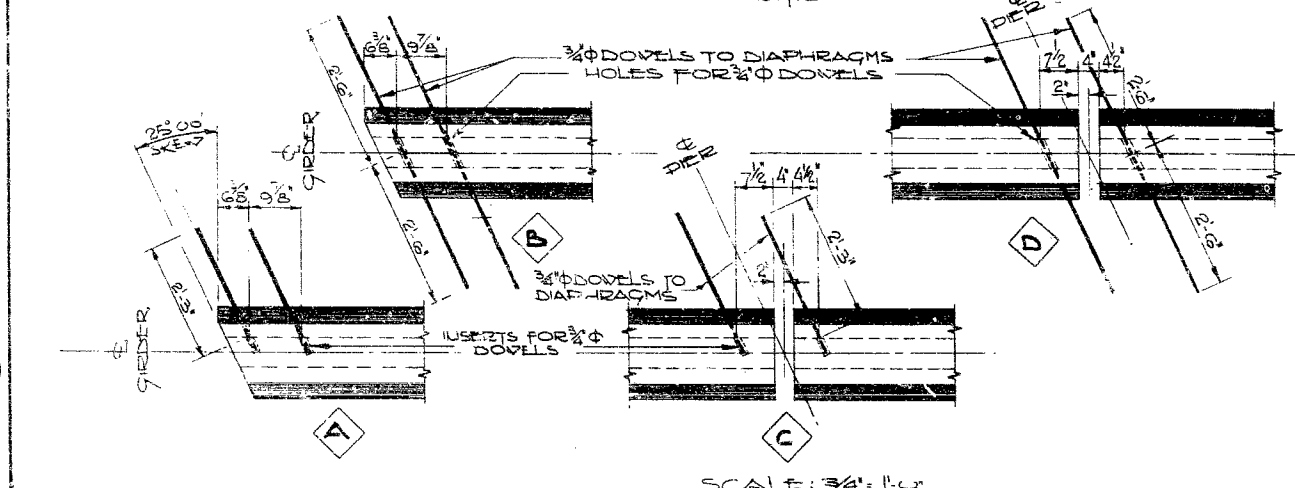 ℄
PIER
6⅜" 9⅞"
¾"Φ DOWELS TO DIAPHRAGMS
HOLES FOR ¾"Φ DOWELS
7½" 4" 4½"
2"
2'-6"
2'-6"
25° 00'
SKEW
℄
GIRDER
2'-6"
2'-6"
B
℄
PIER
D
6⅜" 9⅞"
7½" 4" 4½"
2'-3"
2'-3"
2"
¾"Φ DOWELS TO
DIAPHRAGMS
℄
GIRDER
INSERTS FOR ¾"Φ
DOWELS
A
C
SCALE: ¾" = 1'-0"